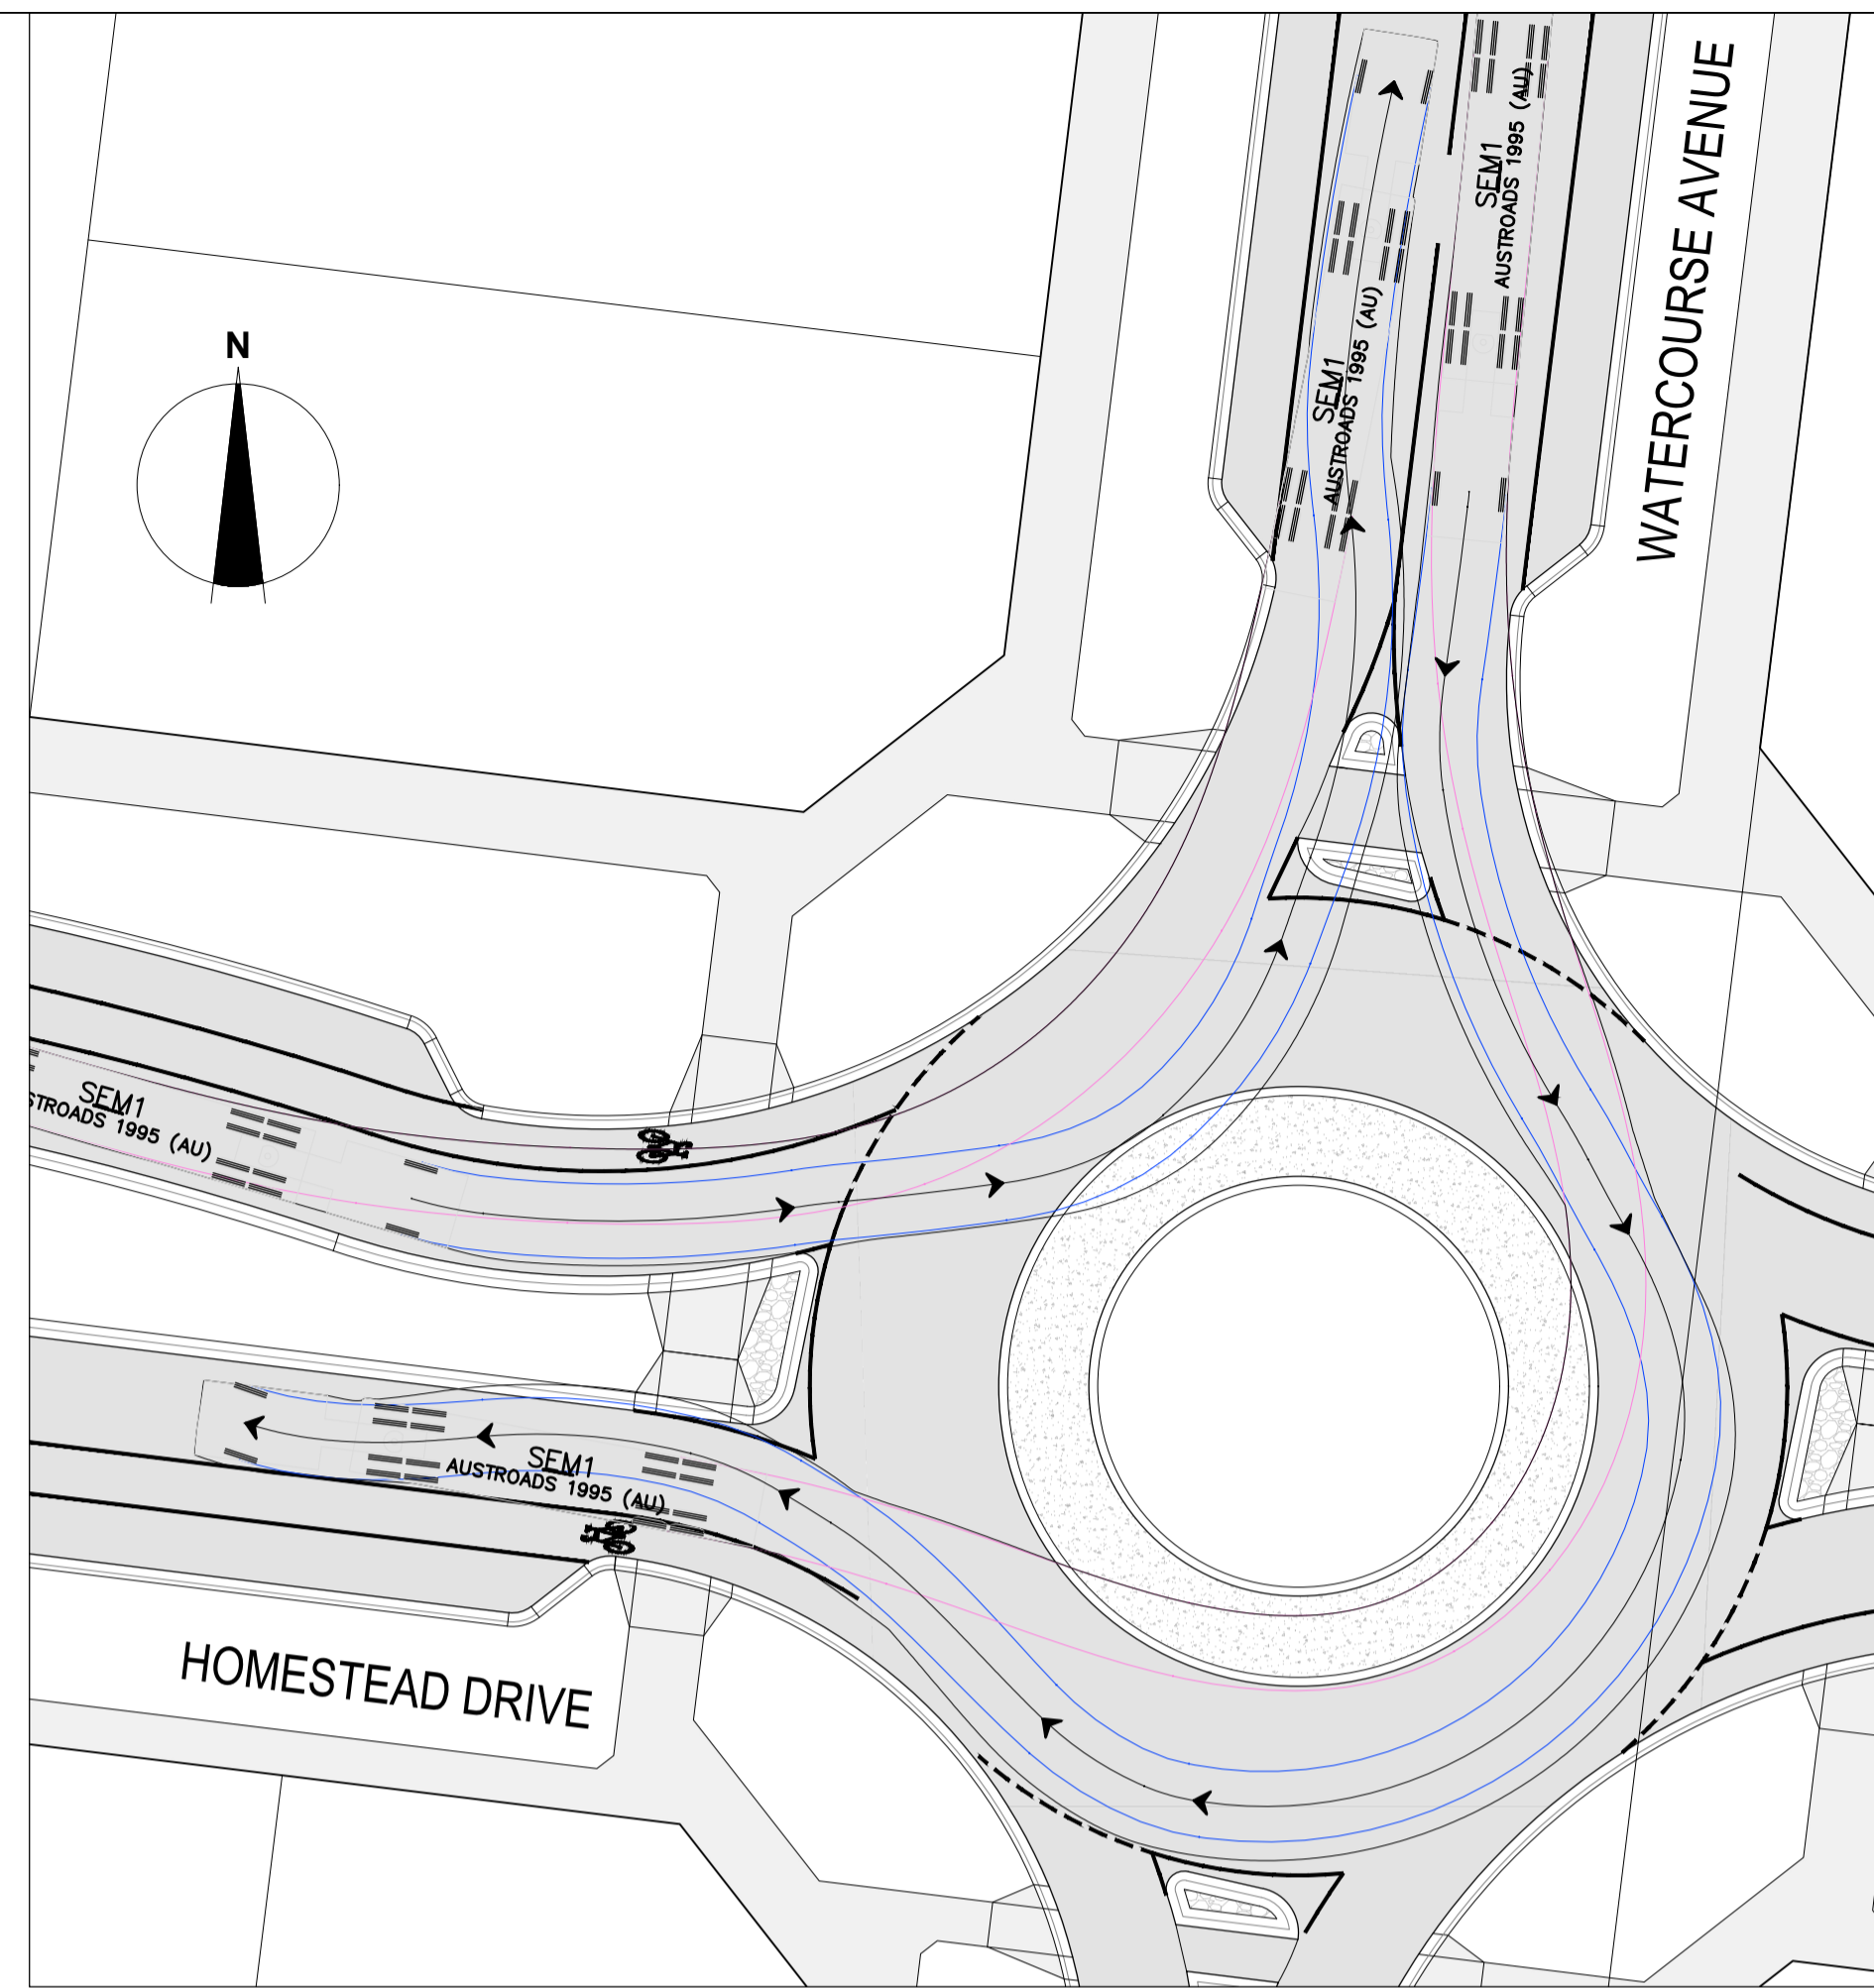 WATERCOURSE AVENUE
SEM1
AUSTROADS 1995 (AU)
SEM1
AUSTROADS 1995 (AU)
N
SEM1
STROADS 1995 (AU)
SEM1
AUSTROADS 1995 (AU)
HOMESTEAD DRIVE